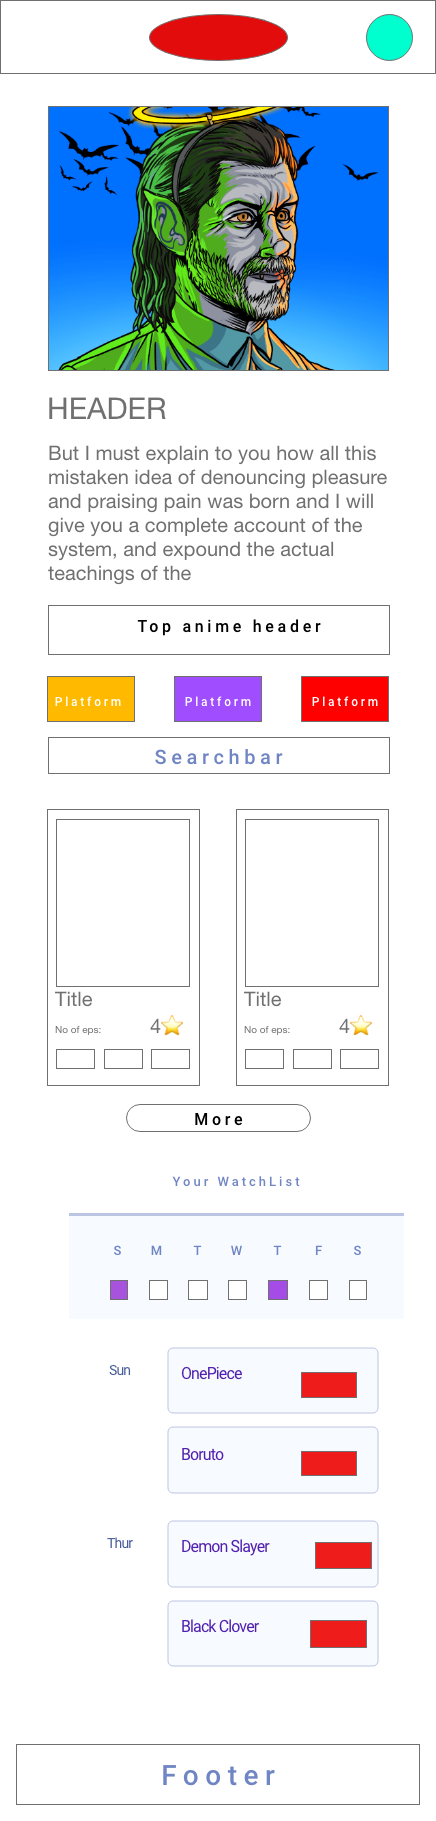 HEADER
But I must explain to you how all this
mistaken idea of denouncing pleasure
and praising pain was born and I will
give you a complete account of the
system, and expound the actual
teachings of the
Top anime header
Platform Platform Platform
Searchbar
Title Title
No of eps: 4⭐ No of eps: 4⭐
More
Your WatchList
S M T W T F S
Sun OnePiece
Boruto
Thur Demon Slayer
Black Clover
Footer